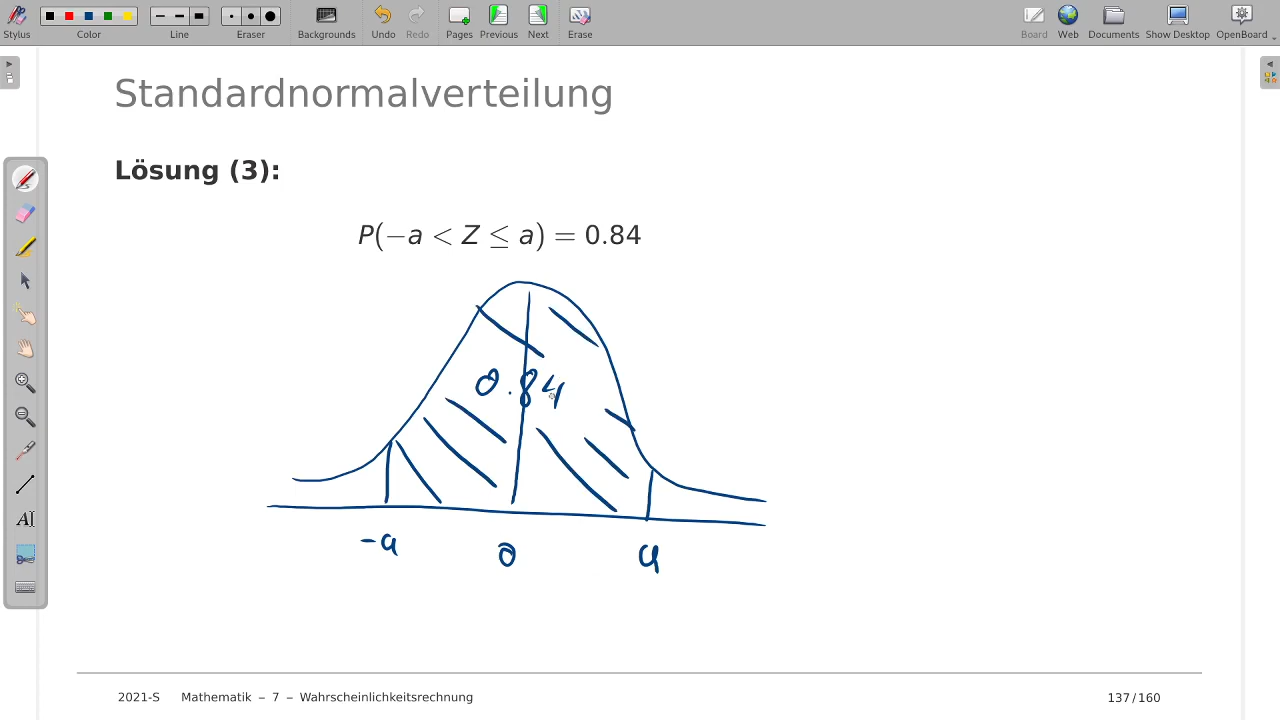 Stylus Color Line Eraser Backgrounds Undo Redo Pages Previous Next Erase Board Web Documents Show Desktop OpenBoard
Standardnormalverteilung
Lösung (3):
P(−a < Z ≤ a) = 0.84
0.84
-a 0 a
2021-S Mathematik – 7 – Wahrscheinlichkeitsrechnung 137/160